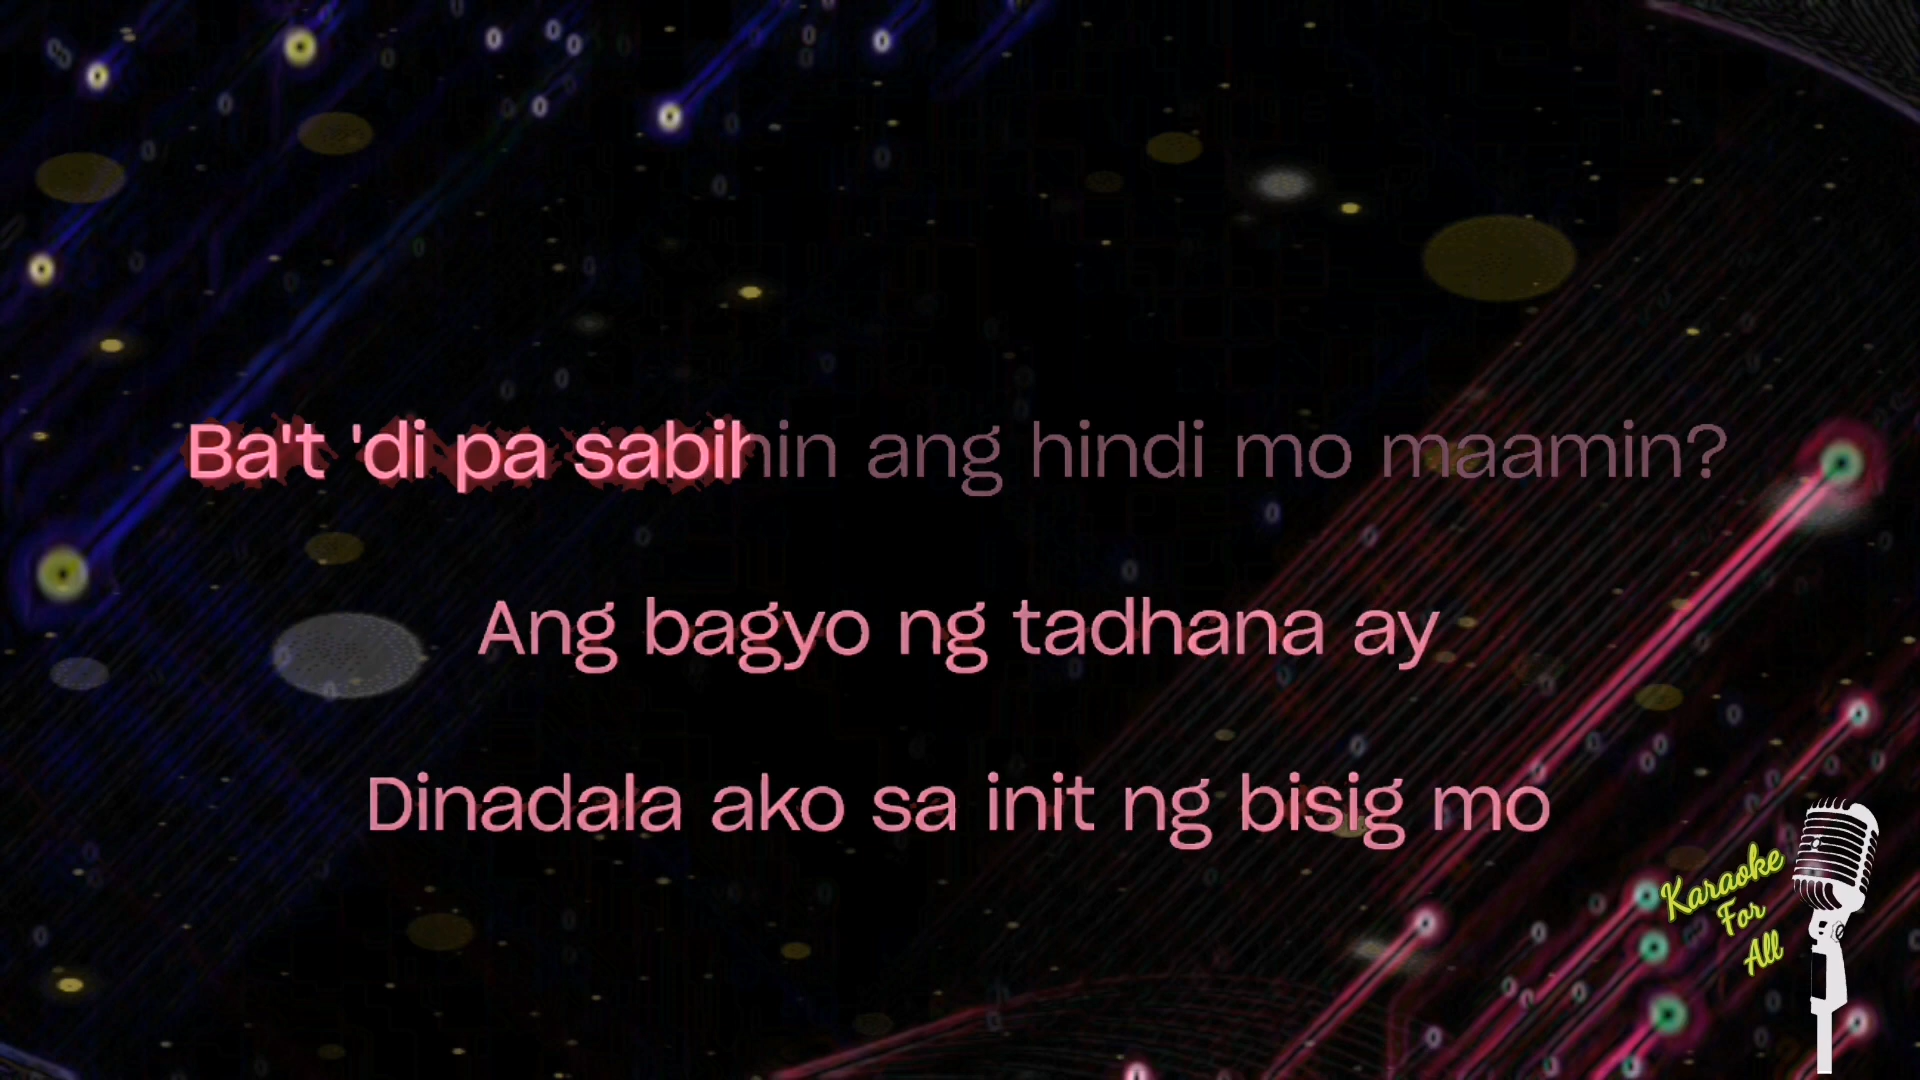 Ba't 'di pa sabihin ang hindi mo maamin?
Ang bagyo ng tadhana ay
Dinadala ako sa init ng bisig mo
Karaoke
For
All